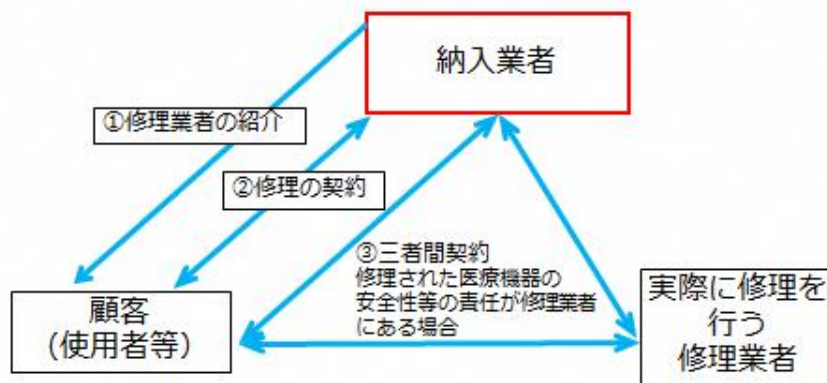 納入業者
①修理業者の紹介
②修理の契約
③三者間契約
修理された医療機器の
安全性等の責任が修理業者
にある場合
顧客
(使用者等)
実際に修理を
行う
修理業者